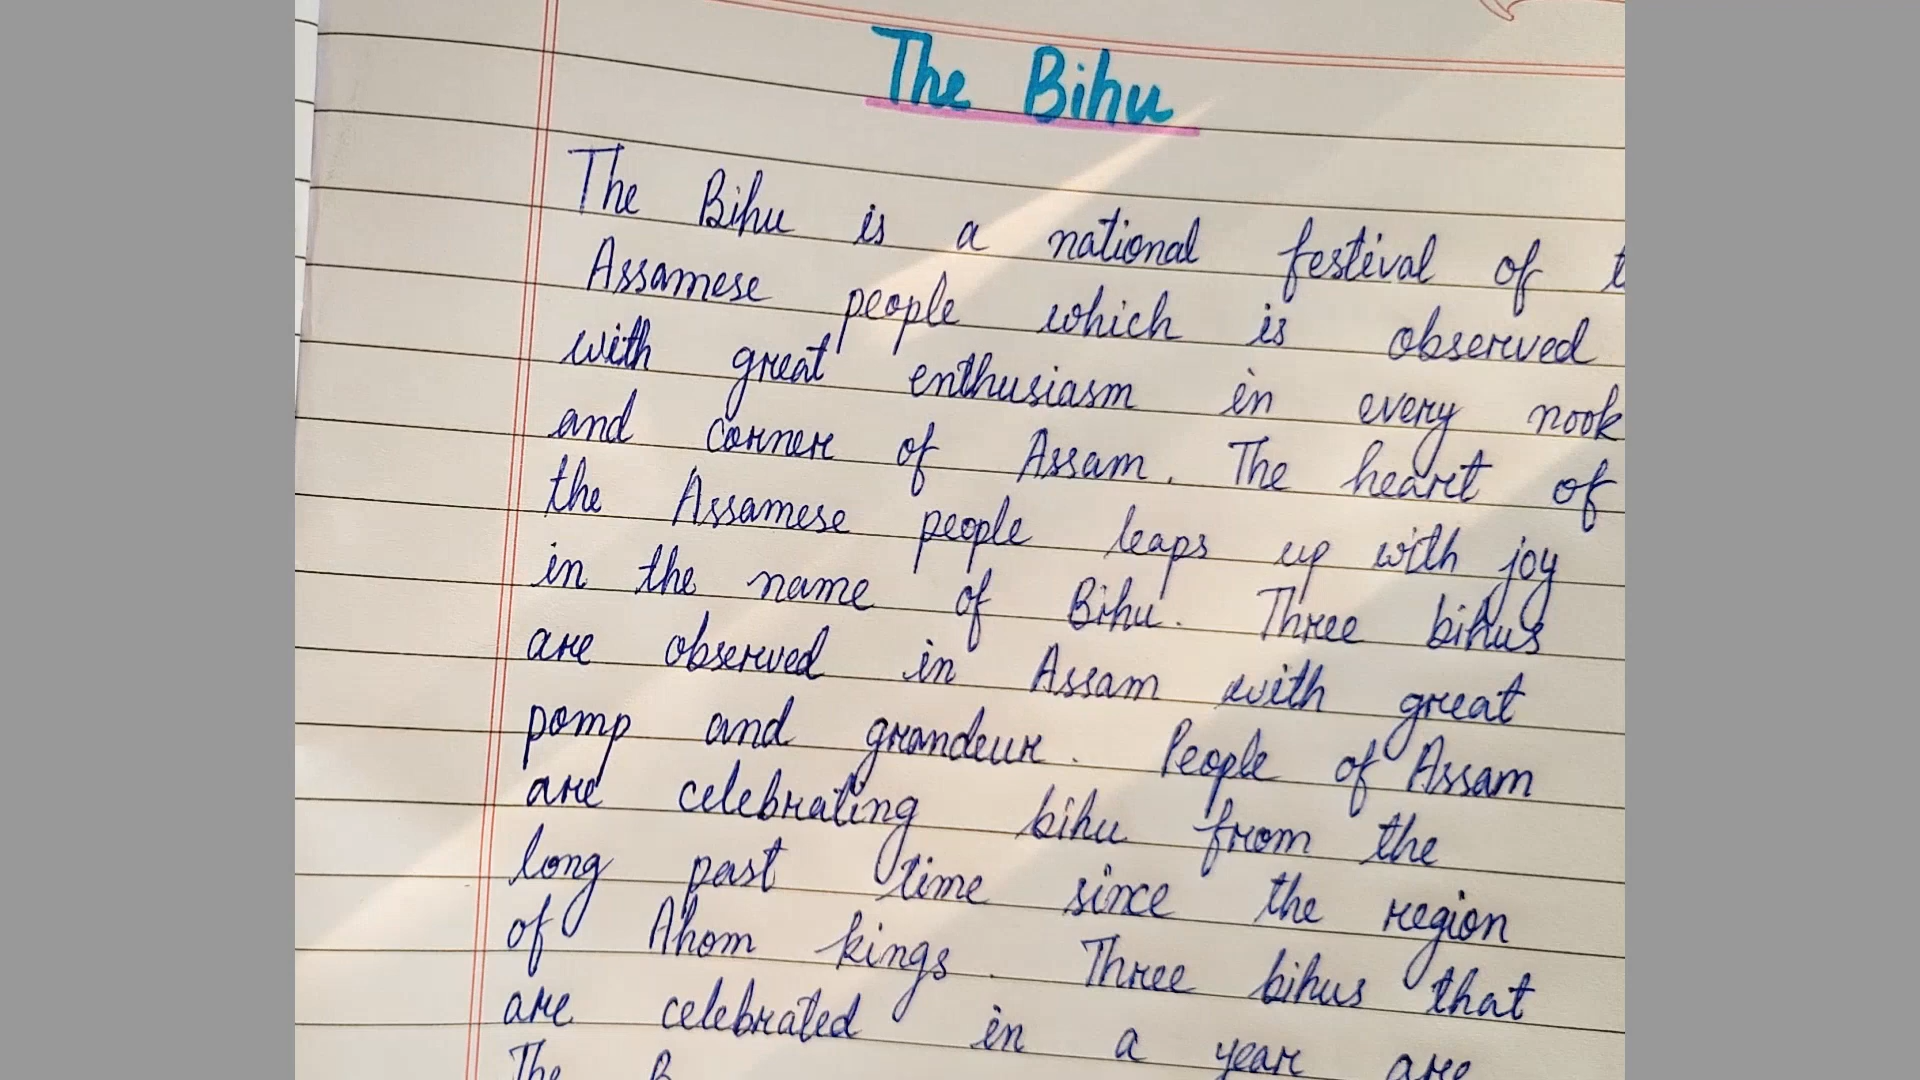 The Bihu
The Bihu is a national festival of t
Assamese people which is observed
with great enthusiasm in every nook
and corner of Assam. The heart of
the Assamese people leaps up with joy
in the name of Bihu. Three bihus
are observed in Assam with great
pomp and grandeur. People of Assam
are celebrating bihu from the
long past time since the region
of Ahom kings. Three bihus that
are celebrated in a year are
The B